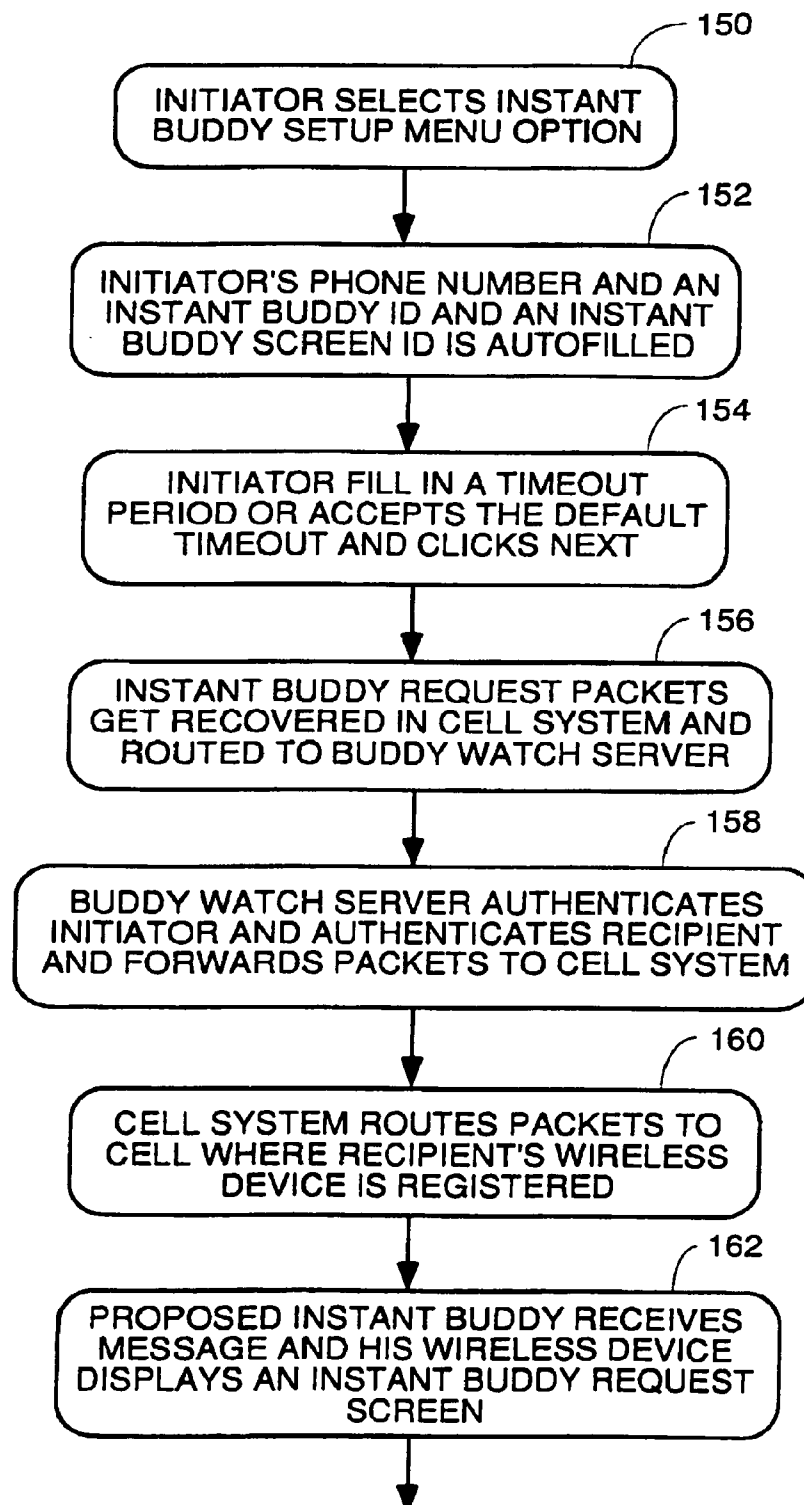 150
INITIATOR SELECTS INSTANT
BUDDY SETUP MENU OPTION
152
INITIATOR'S PHONE NUMBER AND AN
INSTANT BUDDY ID AND AN INSTANT
BUDDY SCREEN ID IS AUTOFILLED
154
INITIATOR FILL IN A TIMEOUT
PERIOD OR ACCEPTS THE DEFAULT
TIMEOUT AND CLICKS NEXT
156
INSTANT BUDDY REQUEST PACKETS
GET RECOVERED IN CELL SYSTEM AND
ROUTED TO BUDDY WATCH SERVER
158
BUDDY WATCH SERVER AUTHENTICATES
INITIATOR AND AUTHENTICATES RECIPIENT
AND FORWARDS PACKETS TO CELL SYSTEM
160
CELL SYSTEM ROUTES PACKETS TO
CELL WHERE RECIPIENT'S WIRELESS
DEVICE IS REGISTERED
162
PROPOSED INSTANT BUDDY RECEIVES
MESSAGE AND HIS WIRELESS DEVICE
DISPLAYS AN INSTANT BUDDY REQUEST
SCREEN